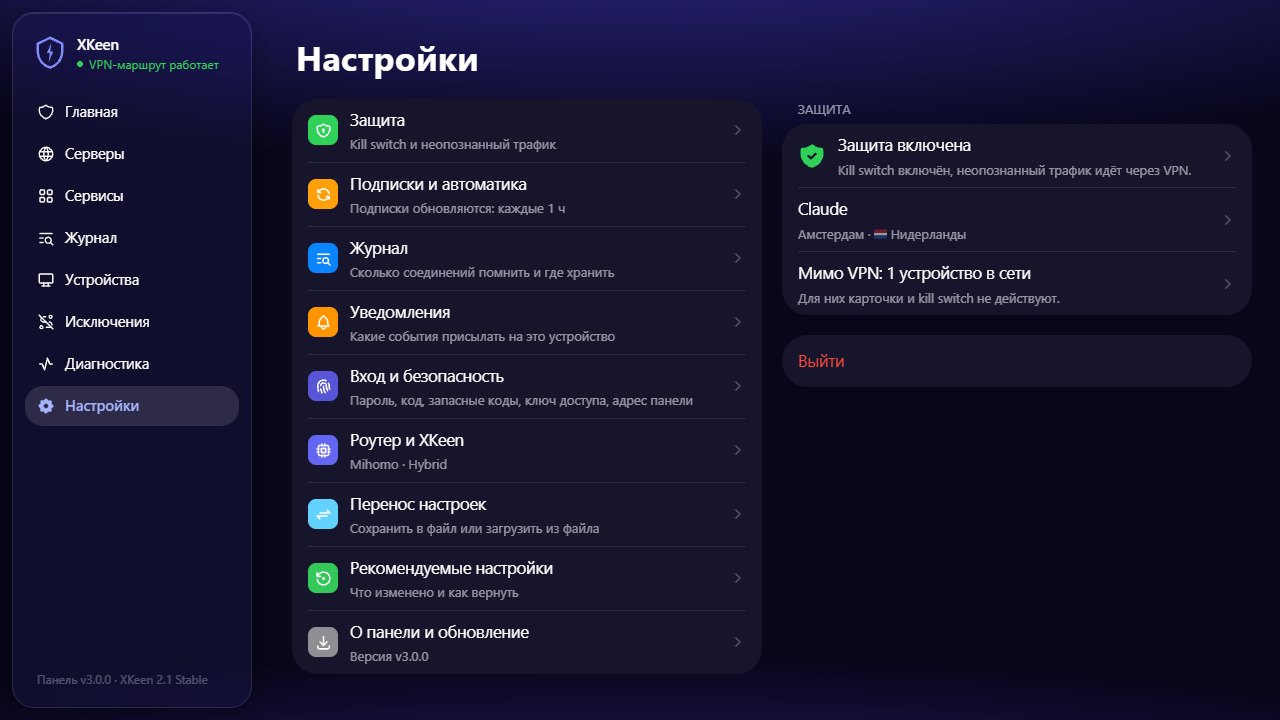 XKeen
VPN-маршрут работает
Главная
Серверы
Сервисы
Журнал
Устройства
Исключения
Диагностика
Настройки
Панель v3.0.0 · XKeen 2.1 Stable
Настройки
Защита
Kill switch и неопознанный трафик
Подписки и автоматика
Подписки обновляются: каждые 1 ч
Журнал
Сколько соединений помнить и где хранить
Уведомления
Какие события присылать на это устройство
Вход и безопасность
Пароль, код, запасные коды, ключ доступа, адрес панели
Роутер и XKeen
Mihomo · Hybrid
Перенос настроек
Сохранить в файл или загрузить из файла
Рекомендуемые настройки
Что изменено и как вернуть
О панели и обновление
Версия v3.0.0
ЗАЩИТА
Защита включена
Kill switch включён, неопознанный трафик идёт через VPN.
Claude
Амстердам · 🇳🇱 Нидерланды
Мимо VPN: 1 устройство в сети
Для них карточки и kill switch не действуют.
Выйти